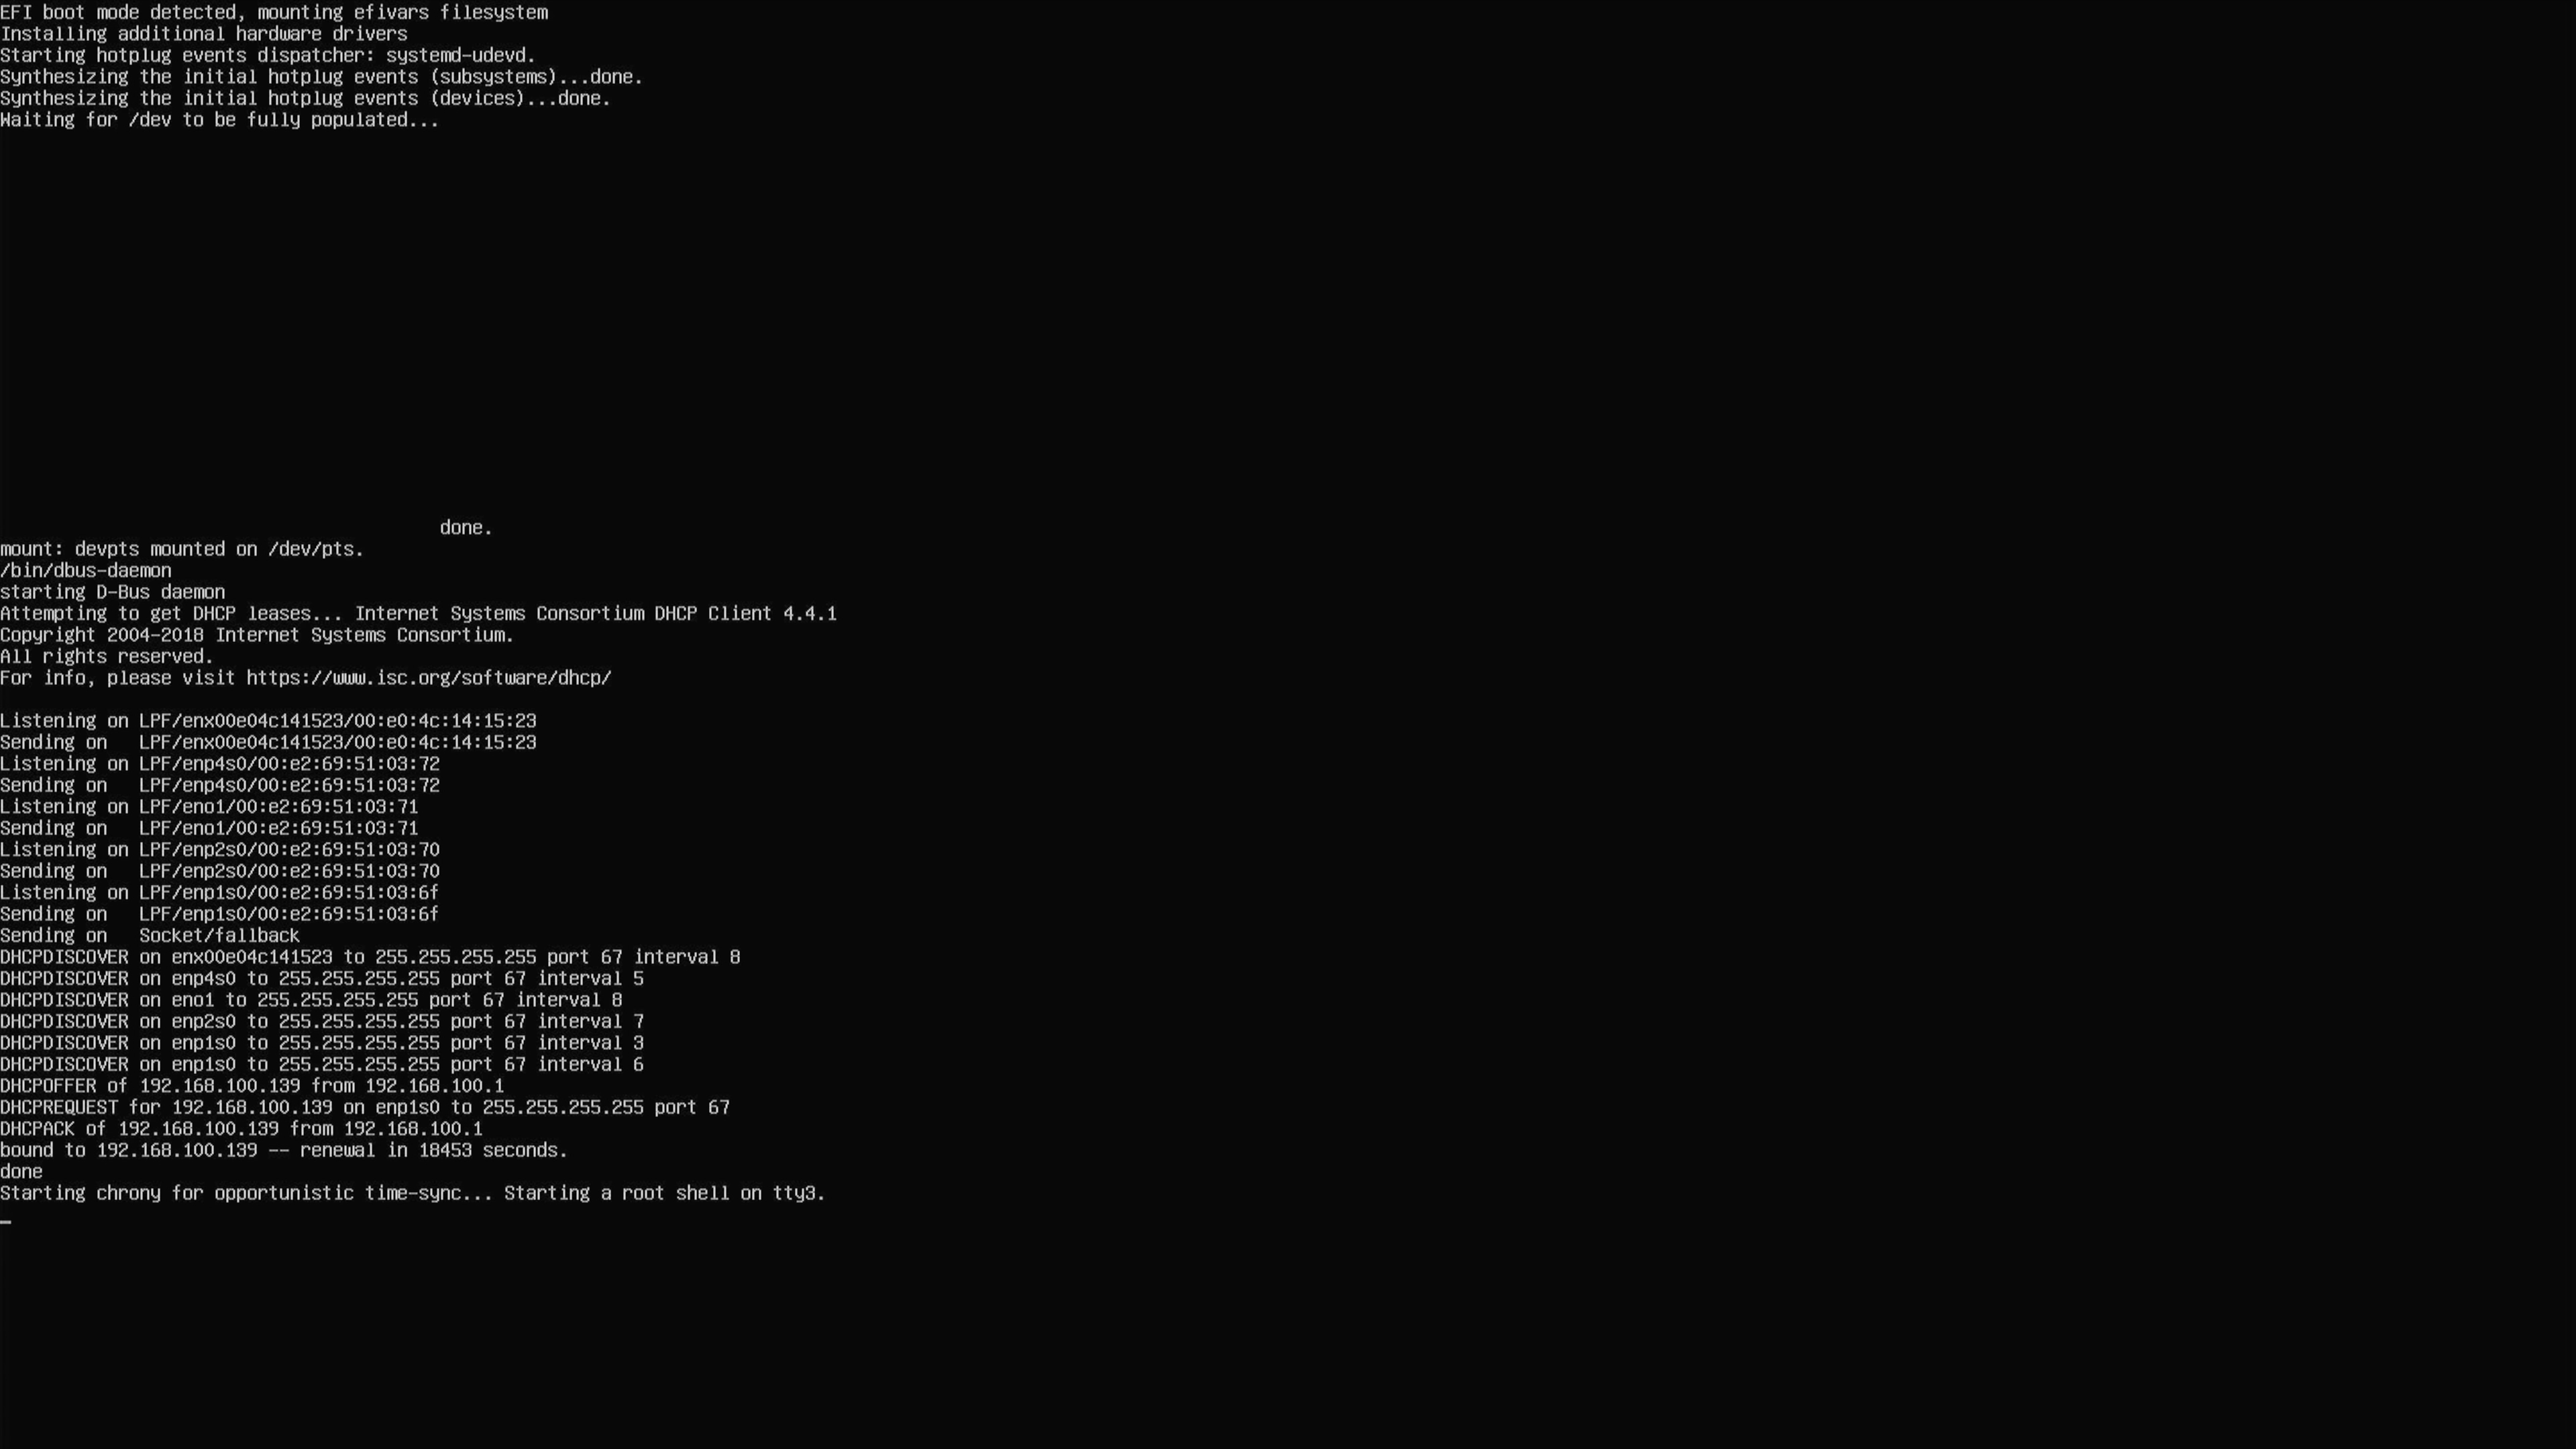 EFI boot mode detected, mounting efivars filesystem
Installing additional hardware drivers
Starting hotplug events dispatcher: systemd-udevd.
Synthesizing the initial hotplug events (subsystems)...done.
Synthesizing the initial hotplug events (devices)...done.
Waiting for /dev to be fully populated...
done.
mount: devpts mounted on /dev/pts.
/bin/dbus-daemon
starting D-Bus daemon
Attempting to get DHCP leases... Internet Systems Consortium DHCP Client 4.4.1
Copyright 2004-2018 Internet Systems Consortium.
All rights reserved.
For info, please visit https://www.isc.org/software/dhcp/
Listening on LPF/enx00e04c141523/00:e0:4c:14:15:23
Sending on   LPF/enx00e04c141523/00:e0:4c:14:15:23
Listening on LPF/enp4s0/00:e2:69:51:03:72
Sending on   LPF/enp4s0/00:e2:69:51:03:72
Listening on LPF/eno1/00:e2:69:51:03:71
Sending on   LPF/eno1/00:e2:69:51:03:71
Listening on LPF/enp2s0/00:e2:69:51:03:70
Sending on   LPF/enp2s0/00:e2:69:51:03:70
Listening on LPF/enp1s0/00:e2:69:51:03:6f
Sending on   LPF/enp1s0/00:e2:69:51:03:6f
Sending on   Socket/fallback
DHCPDISCOVER on enx00e04c141523 to 255.255.255.255 port 67 interval 8
DHCPDISCOVER on enp4s0 to 255.255.255.255 port 67 interval 5
DHCPDISCOVER on eno1 to 255.255.255.255 port 67 interval 8
DHCPDISCOVER on enp2s0 to 255.255.255.255 port 67 interval 7
DHCPDISCOVER on enp1s0 to 255.255.255.255 port 67 interval 3
DHCPDISCOVER on enp1s0 to 255.255.255.255 port 67 interval 6
DHCPOFFER of 192.168.100.139 from 192.168.100.1
DHCPREQUEST for 192.168.100.139 on enp1s0 to 255.255.255.255 port 67
DHCPACK of 192.168.100.139 from 192.168.100.1
bound to 192.168.100.139 -- renewal in 18453 seconds.
done
Starting chrony for opportunistic time-sync... Starting a root shell on tty3.